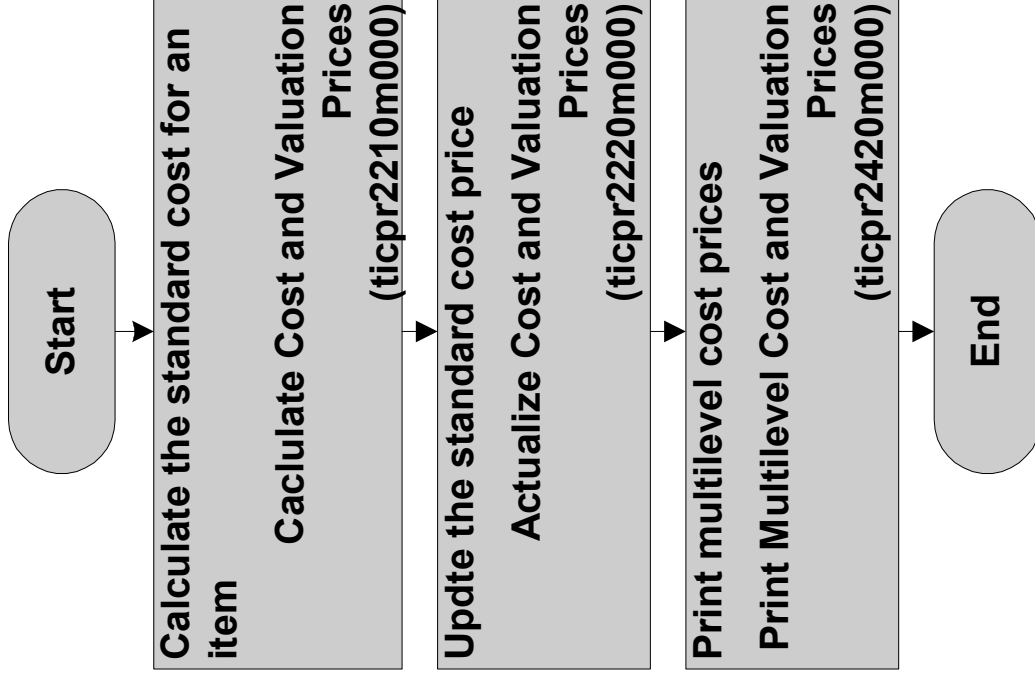 Start
Calculate the standard cost for an
item
Caclulate Cost and Valuation
Prices
(ticpr2210m000)
Updte the standard cost price
Actualize Cost and Valuation
Prices
(ticpr2220m000)
Print multilevel cost prices
Print Multilevel Cost and Valuation
Prices
(ticpr2420m000)
End